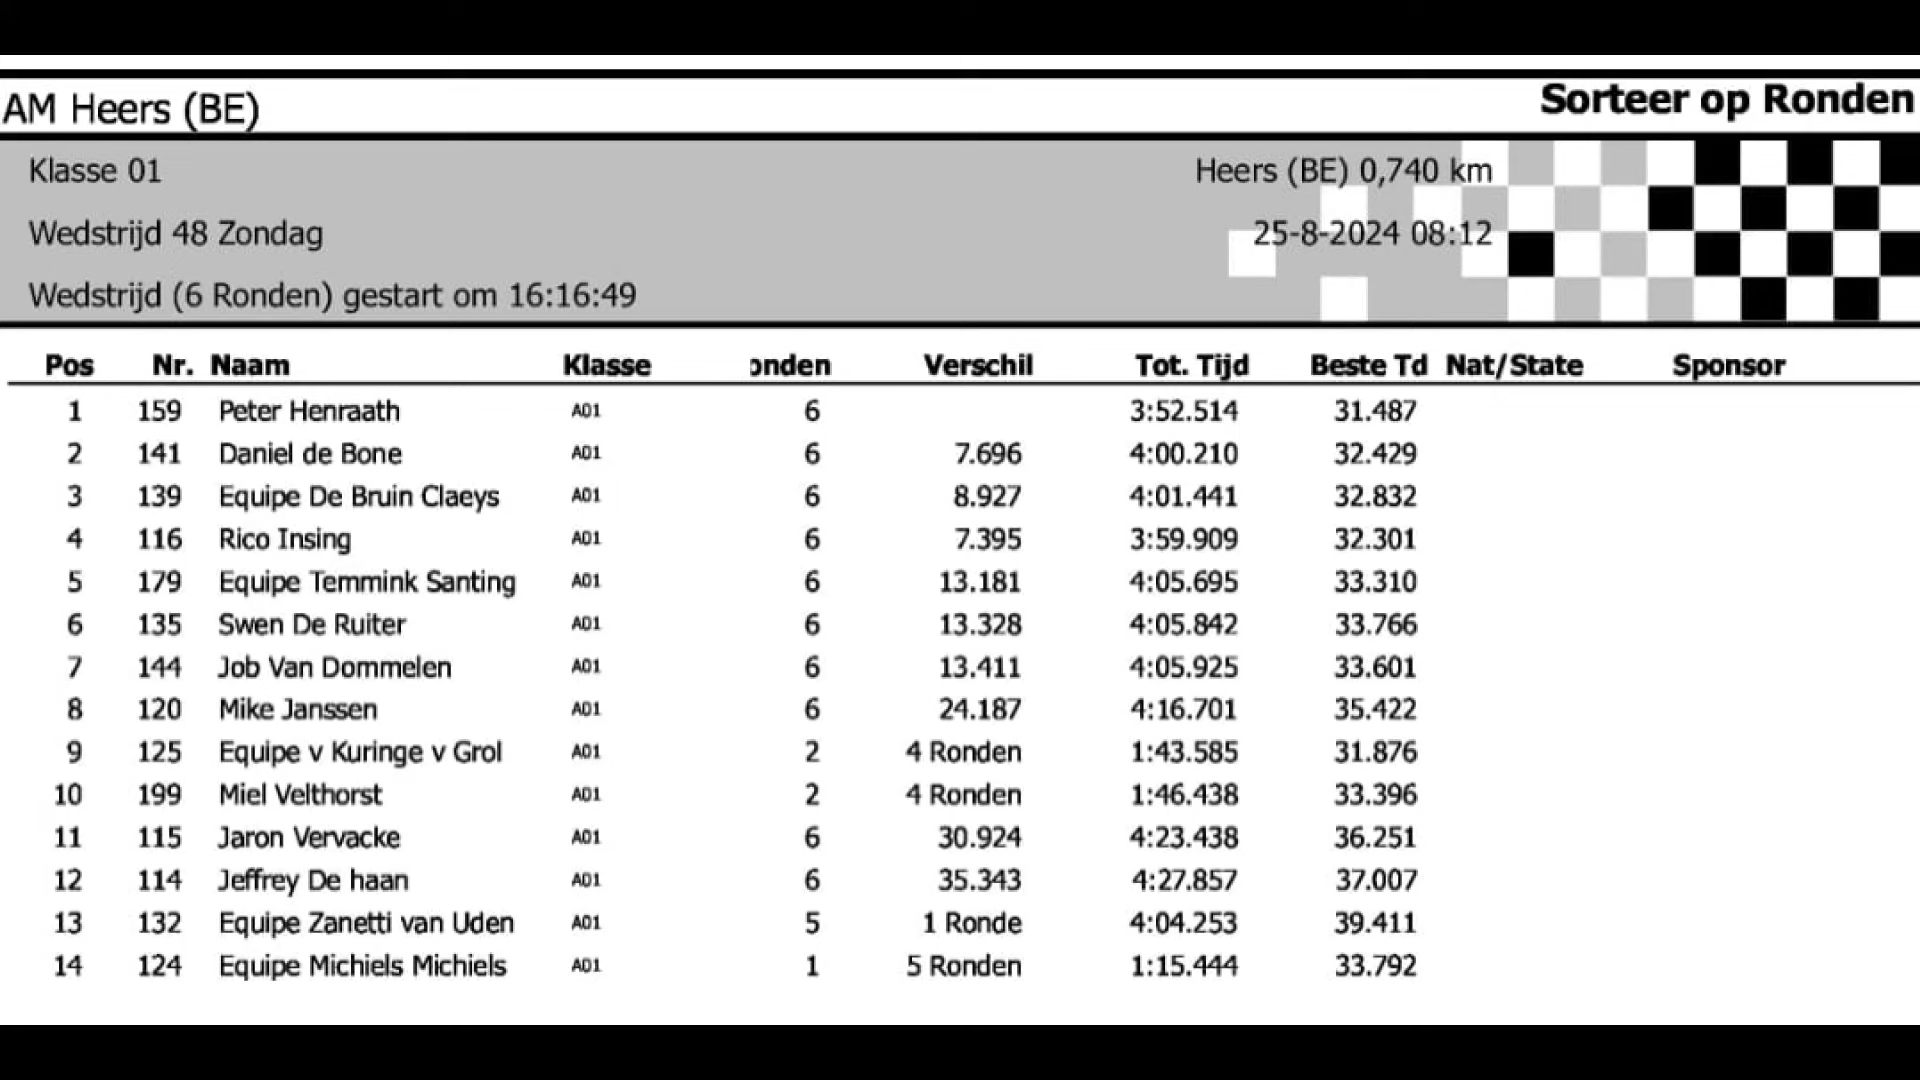 AM Heers (BE) Sorteer op Ronden
Klasse 01 Heers (BE) 0,740 km
Wedstrijd 48 Zondag 25-8-2024 08:12
Wedstrijd (6 Ronden) gestart om 16:16:49
Pos Nr. Naam Klasse onden Verschil Tot. Tijd Beste Td Nat/State Sponsor
1 159 Peter Henraath A01 6 3:52.514 31.487
2 141 Daniel de Bone A01 6 7.696 4:00.210 32.429
3 139 Equipe De Bruin Claeys A01 6 8.927 4:01.441 32.832
4 116 Rico Insing A01 6 7.395 3:59.909 32.301
5 179 Equipe Temmink Santing A01 6 13.181 4:05.695 33.310
6 135 Swen De Ruiter A01 6 13.328 4:05.842 33.766
7 144 Job Van Dommelen A01 6 13.411 4:05.925 33.601
8 120 Mike Janssen A01 6 24.187 4:16.701 35.422
9 125 Equipe v Kuringe v Grol A01 2 4 Ronden 1:43.585 31.876
10 199 Miel Velthorst A01 2 4 Ronden 1:46.438 33.396
11 115 Jaron Vervacke A01 6 30.924 4:23.438 36.251
12 114 Jeffrey De haan A01 6 35.343 4:27.857 37.007
13 132 Equipe Zanetti van Uden A01 5 1 Ronde 4:04.253 39.411
14 124 Equipe Michiels Michiels A01 1 5 Ronden 1:15.444 33.792